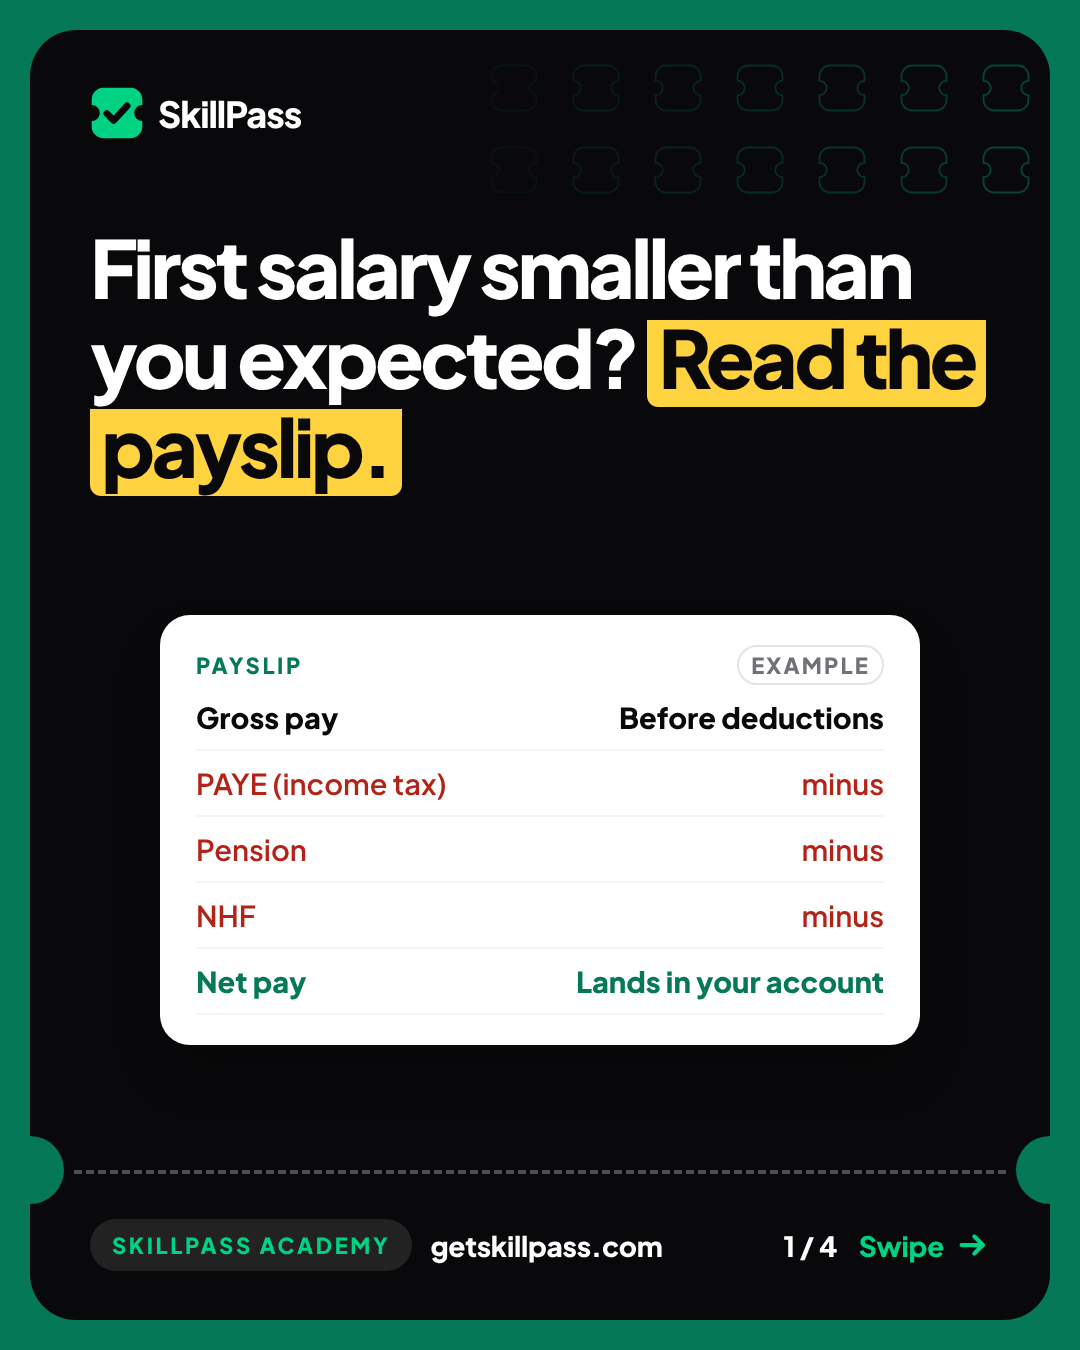 SkillPass
First salary smaller than
you expected? Read the
payslip.
PAYSLIP EXAMPLE
Gross pay Before deductions
PAYE (income tax) minus
Pension minus
NHF minus
Net pay Lands in your account
SKILLPASS ACADEMY getskillpass.com 1 / 4 Swipe →